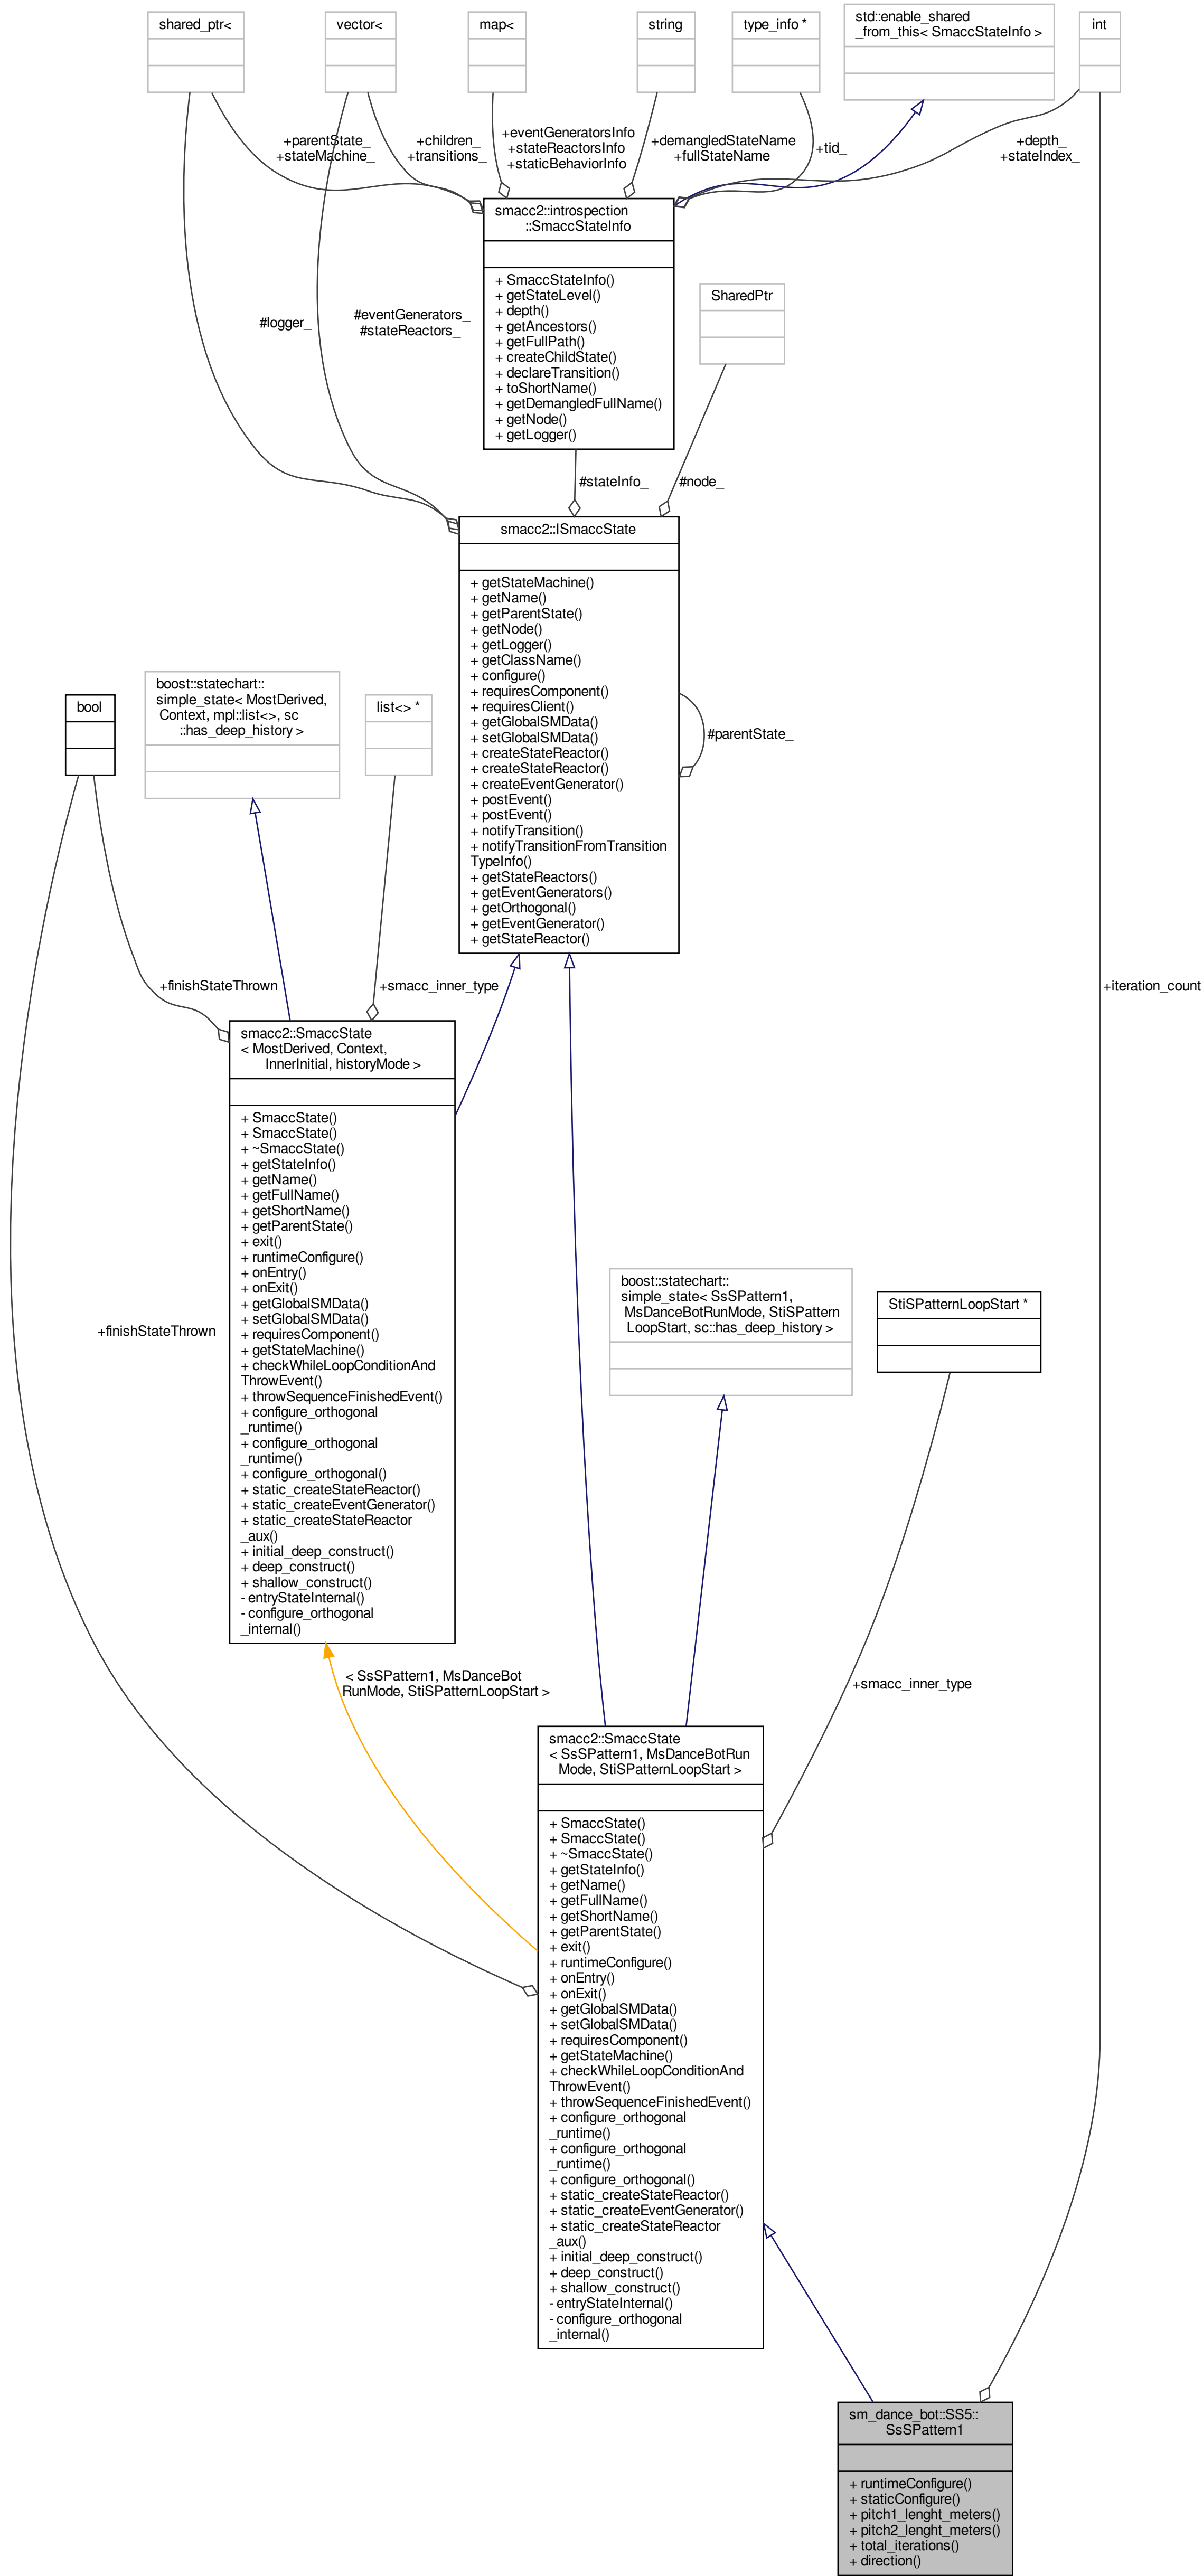 shared_ptr<
vector<
map<
string
type_info *
std::enable_shared
_from_this< SmaccStateInfo >
int
+parentState_
+stateMachine_
+children_
+transitions_
+eventGeneratorsInfo
+stateReactorsInfo
+staticBehaviorInfo
+demangledStateName
+fullStateName
+tid_
+depth_
+stateIndex_
smacc2::introspection
::SmaccStateInfo
+ SmaccStateInfo()
+ getStateLevel()
+ depth()
+ getAncestors()
+ getFullPath()
+ createChildState()
+ declareTransition()
+ toShortName()
+ getDemangledFullName()
+ getNode()
+ getLogger()
SharedPtr
#logger_
#eventGenerators_
#stateReactors_
#stateInfo_
#node_
smacc2::ISmaccState
+ getStateMachine()
+ getName()
+ getParentState()
+ getNode()
+ getLogger()
+ getClassName()
+ configure()
+ requiresComponent()
+ requiresClient()
+ getGlobalSMData()
+ setGlobalSMData()
+ createStateReactor()
+ createStateReactor()
+ createEventGenerator()
+ postEvent()
+ postEvent()
+ notifyTransition()
+ notifyTransitionFromTransition
TypeInfo()
+ getStateReactors()
+ getEventGenerators()
+ getOrthogonal()
+ getEventGenerator()
+ getStateReactor()
#parentState_
bool
boost::statechart::
simple_state< MostDerived,
Context, mpl::list<>, sc
::has_deep_history >
list<> *
+finishStateThrown
+smacc_inner_type
+iteration_count
smacc2::SmaccState
< MostDerived, Context,
InnerInitial, historyMode >
+ SmaccState()
+ SmaccState()
+ ~SmaccState()
+ getStateInfo()
+ getName()
+ getFullName()
+ getShortName()
+ getParentState()
+ exit()
+ runtimeConfigure()
+ onEntry()
+ onExit()
+ getGlobalSMData()
+ setGlobalSMData()
+ requiresComponent()
+ getStateMachine()
+ checkWhileLoopConditionAnd
ThrowEvent()
+ throwSequenceFinishedEvent()
+ configure_orthogonal
_runtime()
+ configure_orthogonal
_runtime()
+ configure_orthogonal()
+ static_createStateReactor()
+ static_createEventGenerator()
+ static_createStateReactor
_aux()
+ initial_deep_construct()
+ deep_construct()
+ shallow_construct()
- entryStateInternal()
- configure_orthogonal
_internal()
+finishStateThrown
boost::statechart::
simple_state< SsSPattern1,
MsDanceBotRunMode, StiSPattern
LoopStart, sc::has_deep_history >
StiSPatternLoopStart *
< SsSPattern1, MsDanceBot
RunMode, StiSPatternLoopStart >
+smacc_inner_type
smacc2::SmaccState
< SsSPattern1, MsDanceBotRun
Mode, StiSPatternLoopStart >
+ SmaccState()
+ SmaccState()
+ ~SmaccState()
+ getStateInfo()
+ getName()
+ getFullName()
+ getShortName()
+ getParentState()
+ exit()
+ runtimeConfigure()
+ onEntry()
+ onExit()
+ getGlobalSMData()
+ setGlobalSMData()
+ requiresComponent()
+ getStateMachine()
+ checkWhileLoopConditionAnd
ThrowEvent()
+ throwSequenceFinishedEvent()
+ configure_orthogonal
_runtime()
+ configure_orthogonal
_runtime()
+ configure_orthogonal()
+ static_createStateReactor()
+ static_createEventGenerator()
+ static_createStateReactor
_aux()
+ initial_deep_construct()
+ deep_construct()
+ shallow_construct()
- entryStateInternal()
- configure_orthogonal
_internal()
sm_dance_bot::SS5::
SsSPattern1
+ runtimeConfigure()
+ staticConfigure()
+ pitch1_lenght_meters()
+ pitch2_lenght_meters()
+ total_iterations()
+ direction()